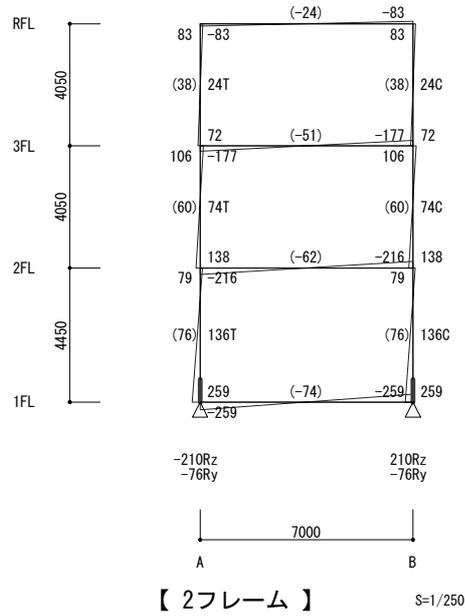 RFL
(-24)
-83
83
-83
83
4050
(38)
24T
(38)
24C
3FL
72
(-51)
-177
72
106
-177
106
4050
(60)
74T
(60)
74C
2FL
138
(-62)
-216
138
79
-216
79
4450
(76)
136T
(76)
136C
1FL
259
(-74)
-259
259
-259
-210Rz
210Rz
-76Ry
-76Ry
7000
A
B
【 2フレーム 】
S=1/250